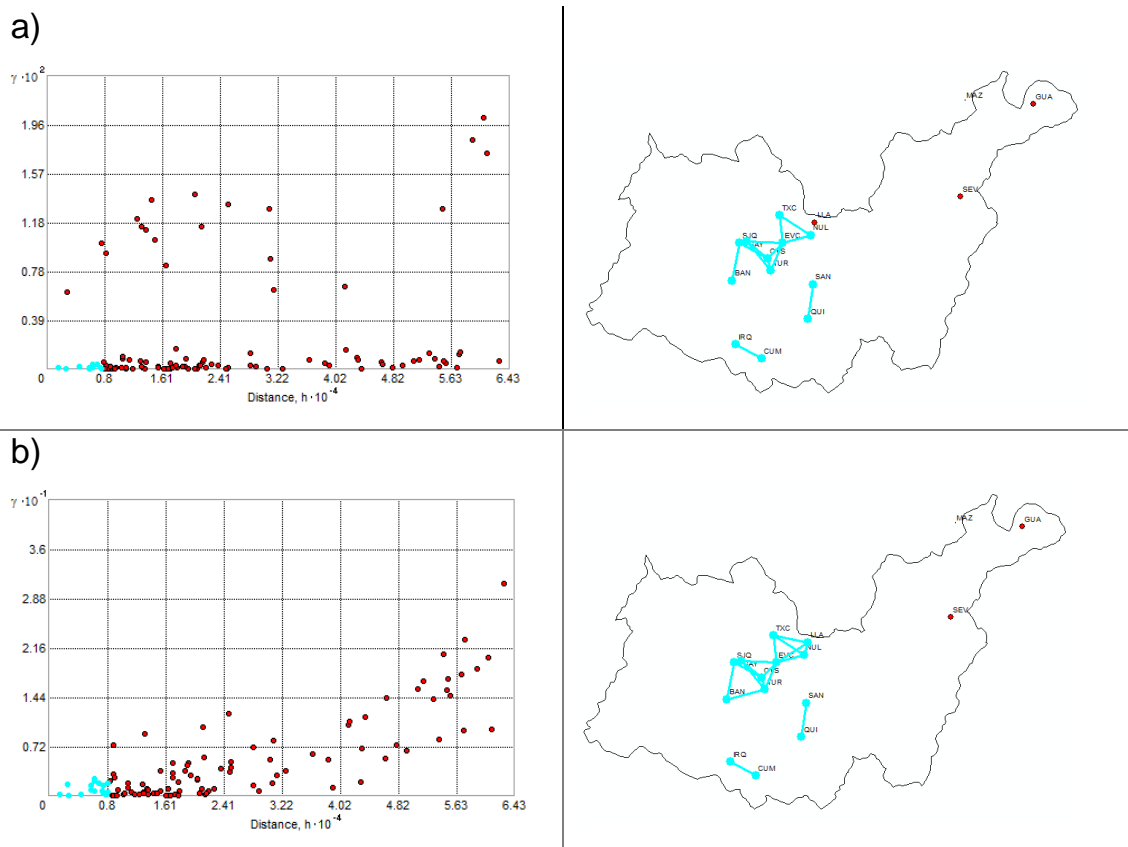 a)
γ·10²
1.96
1.57
1.18
0.78
0.39
0 0.8 1.61 2.41 3.22 4.02 4.82 5.63 6.43
Distance, h·10⁻⁴
MAZ
GUA
SEV
TXC
LLA
NUL
SJQ
EVC
BAN
SAN
QUI
IRQ
CUM
b)
γ·10⁻¹
3.6
2.88
2.16
1.44
0.72
0 0.8 1.61 2.41 3.22 4.02 4.82 5.63 6.43
Distance, h·10⁻⁴
MAZ
GUA
SEV
TXC
LLA
NUL
SJQ
EVC
BAN
SAN
QUI
IRQ
CUM